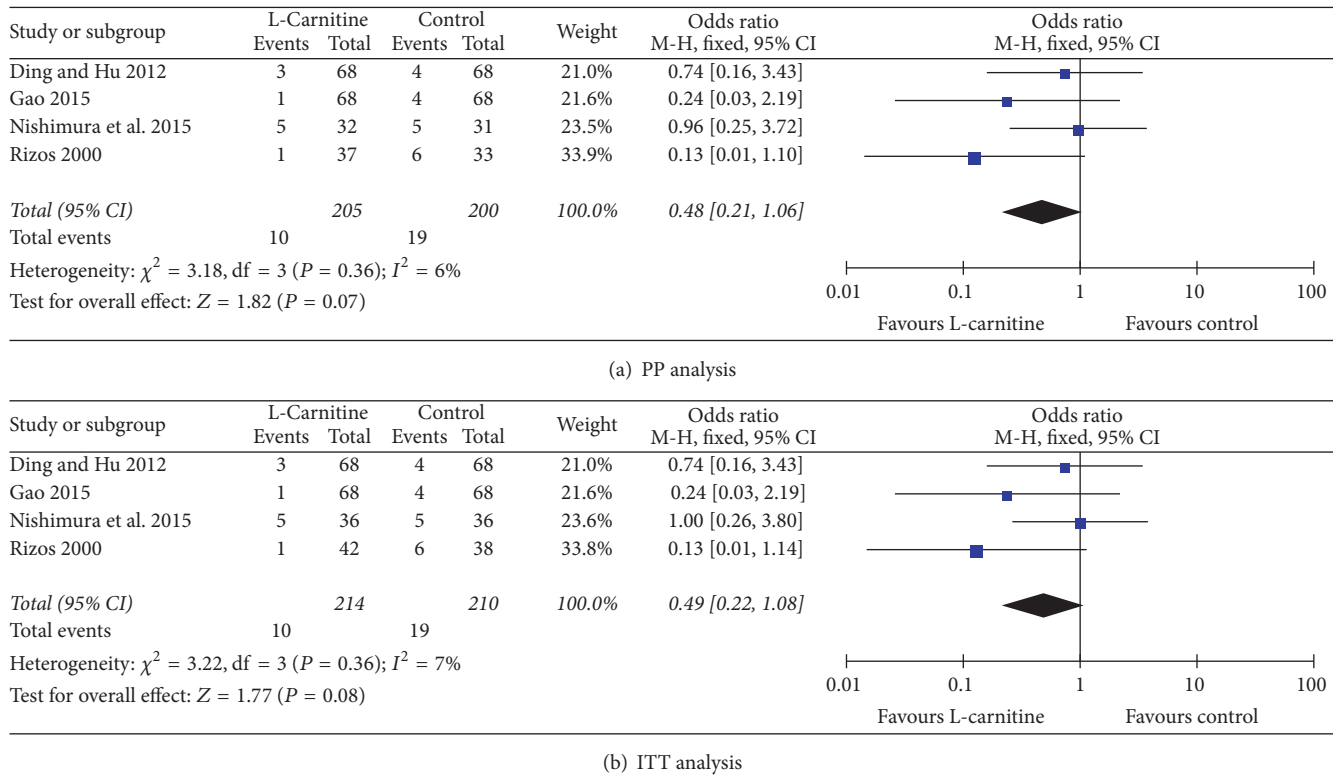 Study or subgroup L-Carnitine Control Weight Odds ratio Odds ratio
Events Total Events Total M-H, fixed, 95% CI M-H, fixed, 95% CI
Ding and Hu 2012 3 68 4 68 21.0% 0.74 [0.16, 3.43]
Gao 2015 1 68 4 68 21.6% 0.24 [0.03, 2.19]
Nishimura et al. 2015 5 32 5 31 23.5% 0.96 [0.25, 3.72]
Rizos 2000 1 37 6 33 33.9% 0.13 [0.01, 1.10]
Total (95% CI) 205 200 100.0% 0.48 [0.21, 1.06]
Total events 10 19
Heterogeneity: χ² = 3.18, df = 3 (P = 0.36); I² = 6%
Test for overall effect: Z = 1.82 (P = 0.07)
0.01 0.1 1 10 100
Favours L-carnitine Favours control
(a) PP analysis
Study or subgroup L-Carnitine Control Weight Odds ratio Odds ratio
Events Total Events Total M-H, fixed, 95% CI M-H, fixed, 95% CI
Ding and Hu 2012 3 68 4 68 21.0% 0.74 [0.16, 3.43]
Gao 2015 1 68 4 68 21.6% 0.24 [0.03, 2.19]
Nishimura et al. 2015 5 36 5 36 23.6% 1.00 [0.26, 3.80]
Rizos 2000 1 42 6 38 33.8% 0.13 [0.01, 1.14]
Total (95% CI) 214 210 100.0% 0.49 [0.22, 1.08]
Total events 10 19
Heterogeneity: χ² = 3.22, df = 3 (P = 0.36); I² = 7%
Test for overall effect: Z = 1.77 (P = 0.08)
0.01 0.1 1 10 100
Favours L-carnitine Favours control
(b) ITT analysis